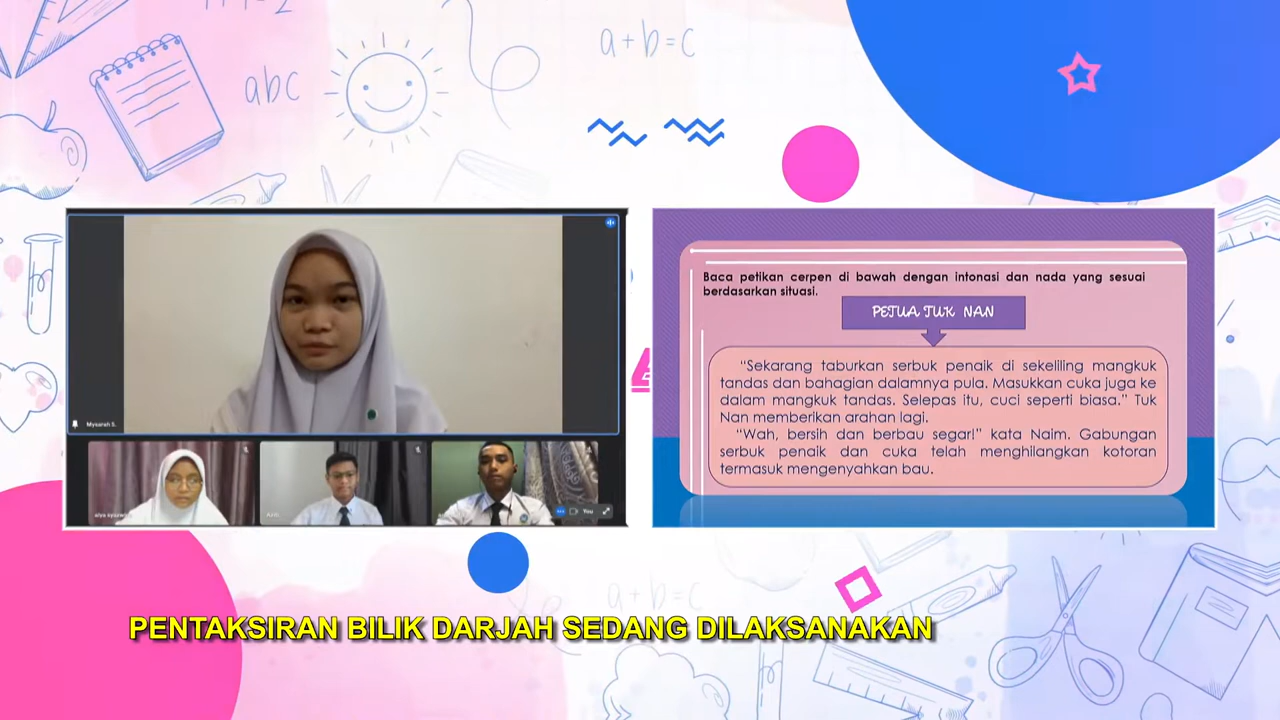 abc
a+b=c
Mysarah S.
You
Baca petikan cerpen di bawah dengan intonasi dan nada yang sesuai
berdasarkan situasi.
PETUA TUK NAN
“Sekarang taburkan serbuk penaik di sekeliling mangkuk
tandas dan bahagian dalamnya pula. Masukkan cuka juga ke
dalam mangkuk tandas. Selepas itu, cuci seperti biasa.” Tuk
Nan memberikan arahan lagi.
“Wah, bersih dan berbau segar!” kata Naim. Gabungan
serbuk penaik dan cuka telah menghilangkan kotoran
termasuk mengenyahkan bau.
a+b=c
PENTAKSIRAN BILIK DARJAH SEDANG DILAKSANAKAN